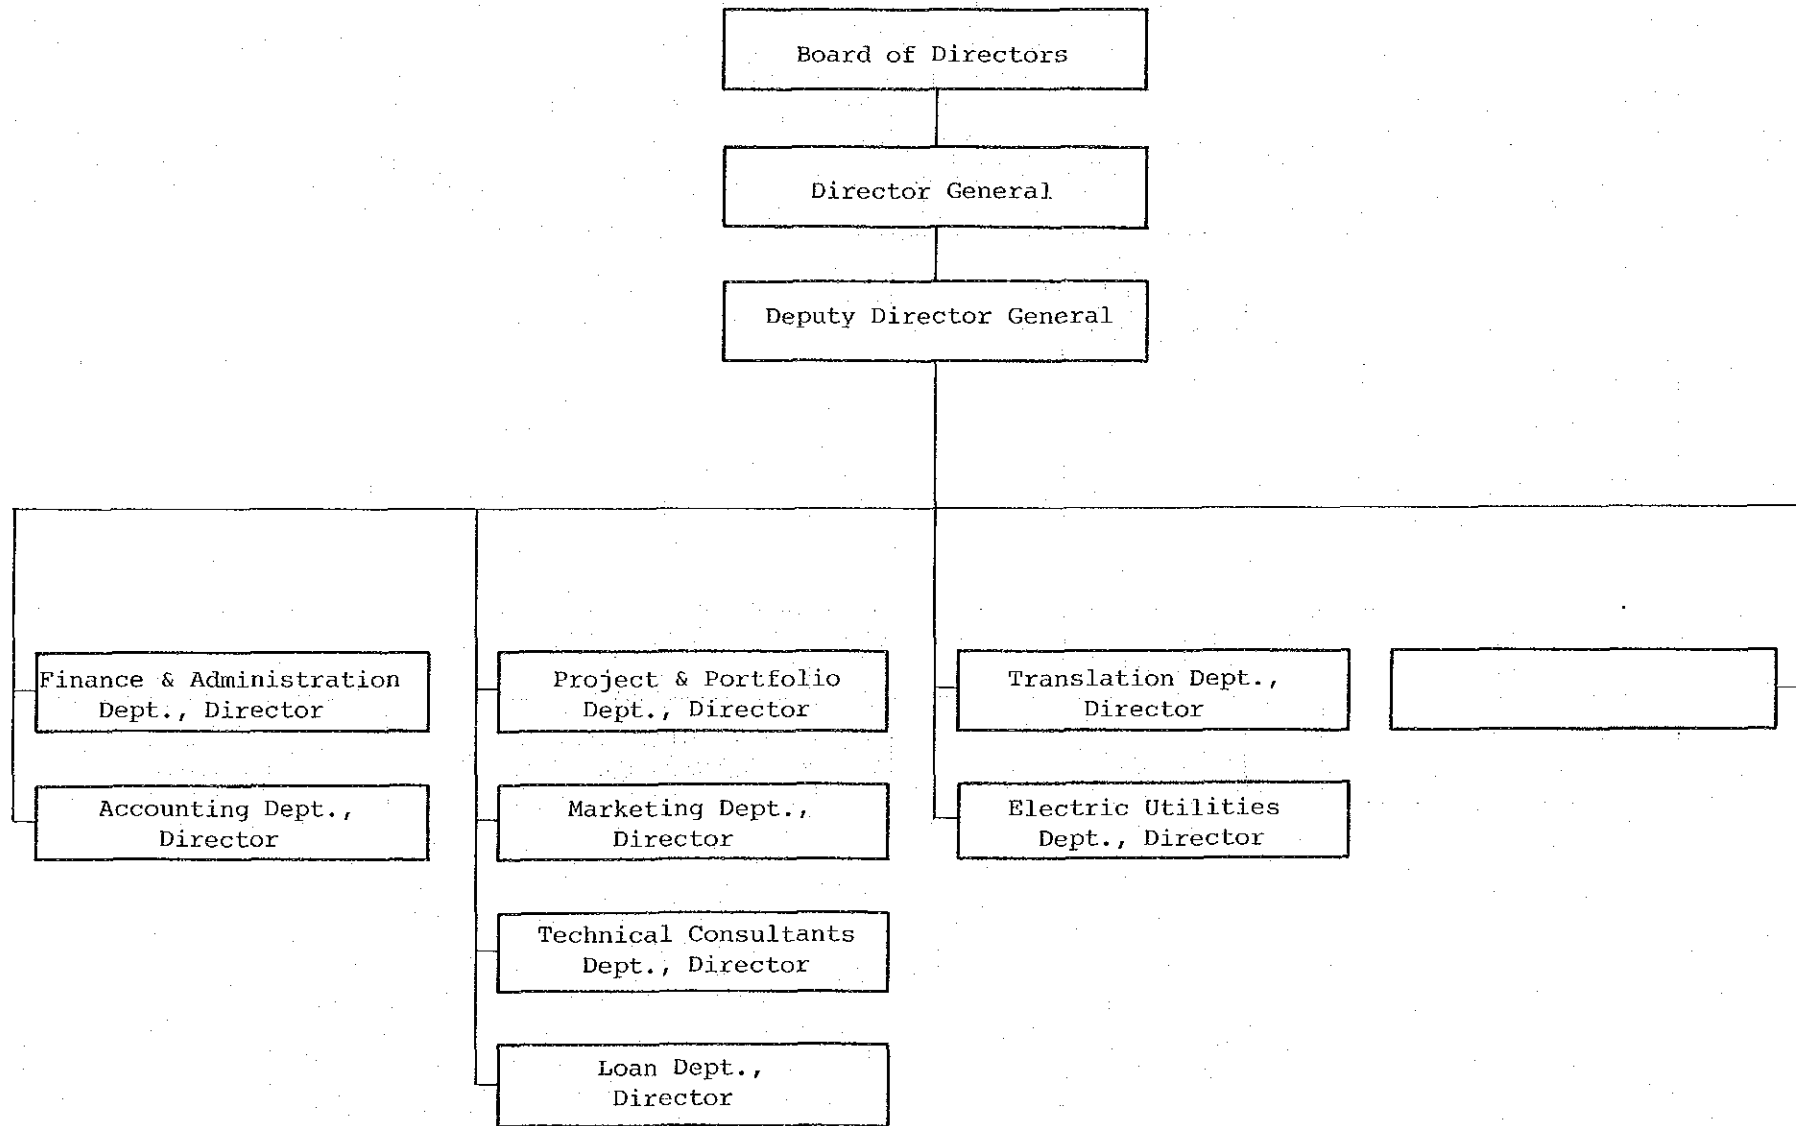 Board of Directors
Director General
Deputy Director General
Finance & Administration
Dept., Director
Project & Portfolio
Dept., Director
Translation Dept.,
Director
Accounting Dept.,
Director
Marketing Dept.,
Director
Electric Utilities
Dept., Director
Technical Consultants
Dept., Director
Loan Dept.,
Director